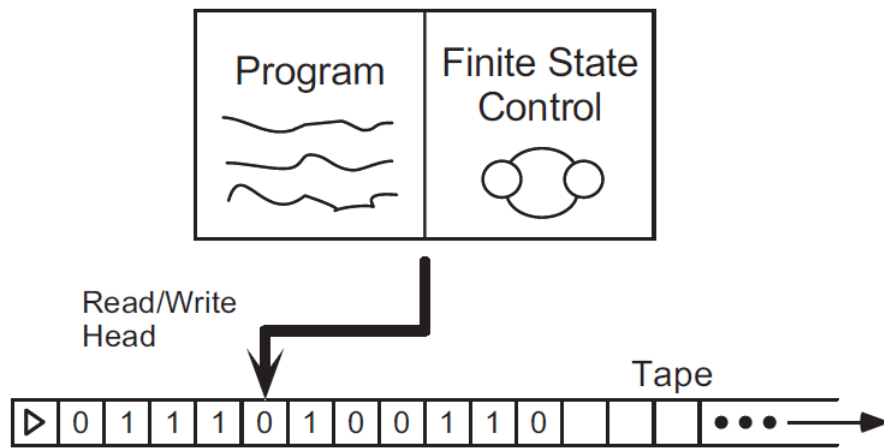 Program
Finite State
Control
Read/Write
Head
Tape
0 1 1 1 0 1 0 0 1 1 0